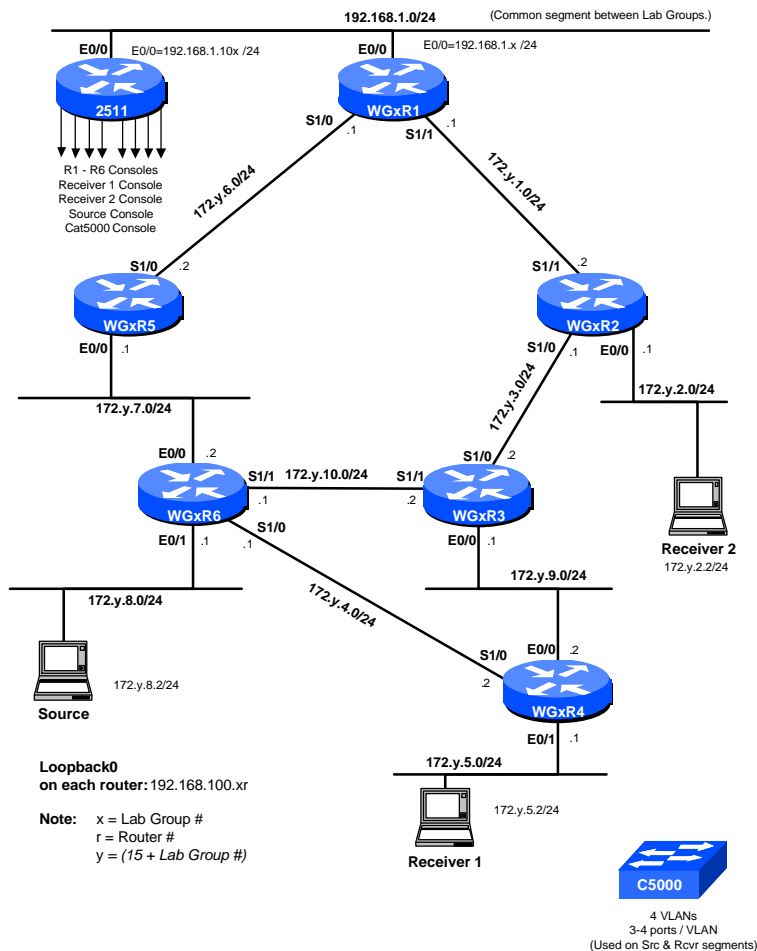 192.168.1.0/24
(Common segment between Lab Groups.)
E0/0
E0/0=192.168.1.10x /24
E0/0
E0/0=192.168.1.x /24
2511
WGxR1
S1/0
.1
S1/1
.1
R1 - R6 Consoles
Receiver 1 Console
Receiver 2 Console
Source Console
Cat5000 Console
172.y.6.0/24
172.y.1.0/24
S1/0
.2
S1/1
.2
WGxR5
WGxR2
E0/0
.1
S1/0
.1
E0/0
.1
172.y.7.0/24
172.y.3.0/24
172.y.2.0/24
E0/0
.2
S1/0
.2
S1/1
172.y.10.0/24
S1/1
.1
.2
WGxR6
WGxR3
S1/0
.1
E0/1
.1
E0/0
.1
Receiver 2
172.y.2.2/24
172.y.8.0/24
172.y.4.0/24
172.y.9.0/24
S1/0
.2
E0/0
.2
172.y.8.2/24
Source
WGxR4
E0/1
.1
Loopback0
on each router: 192.168.100.xr
172.y.5.0/24
172.y.5.2/24
Note: x = Lab Group #
r = Router #
y = (15 + Lab Group #)
Receiver 1
C5000
4 VLANs
3-4 ports / VLAN
(Used on Src & Rcvr segments)